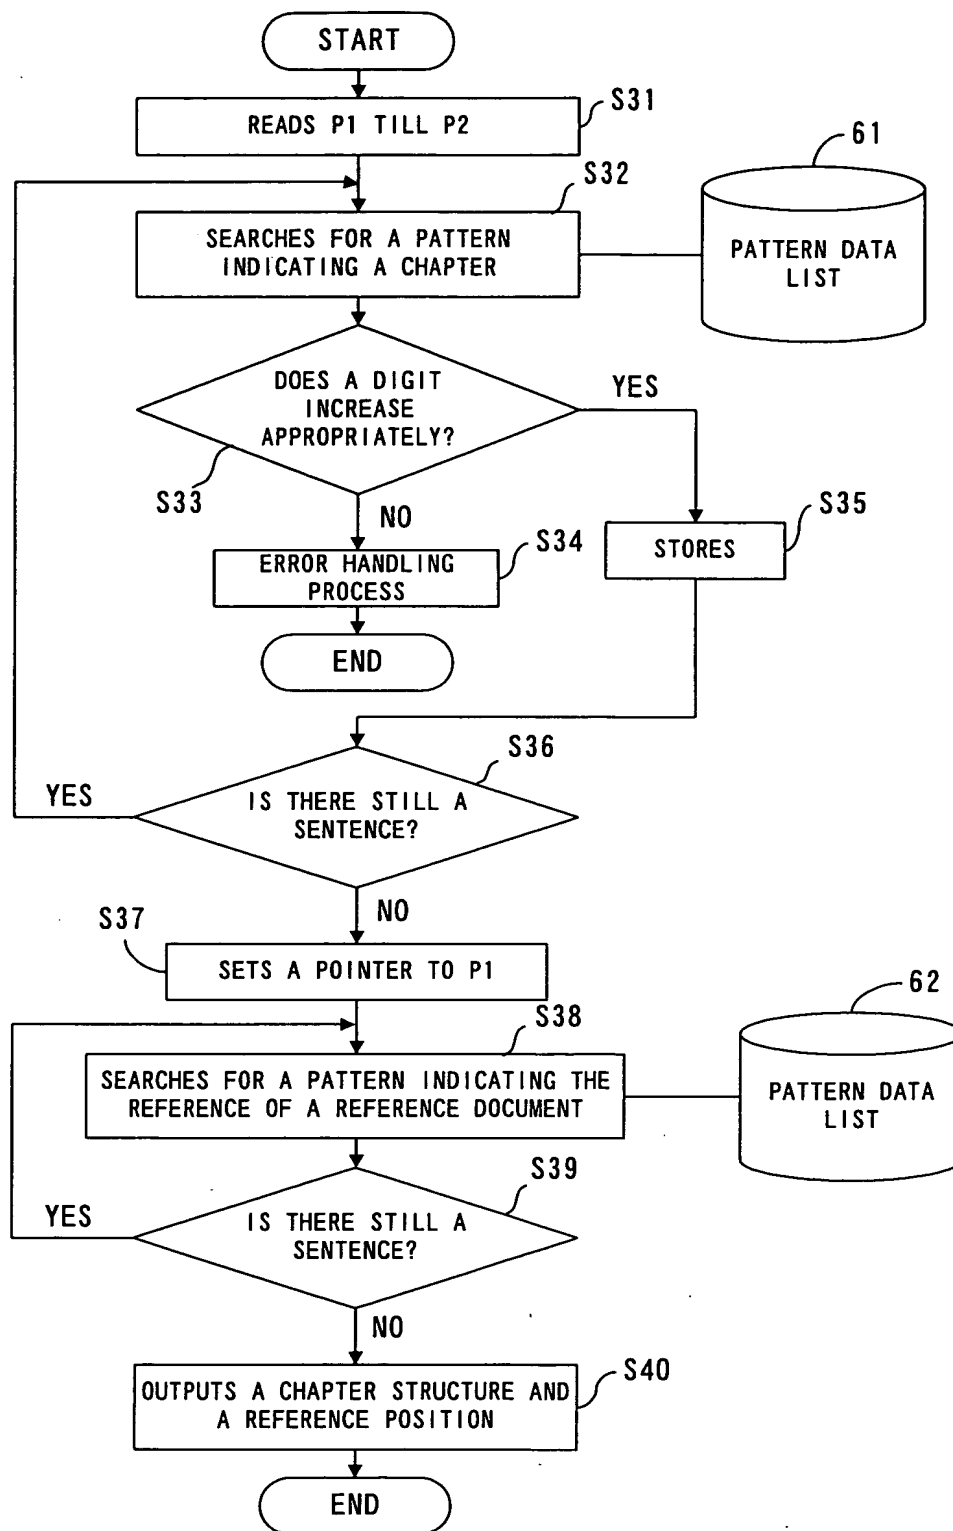 START
S31
READS P1 TILL P2
61
S32
SEARCHES FOR A PATTERN
INDICATING A CHAPTER
PATTERN DATA
LIST
DOES A DIGIT
INCREASE
APPROPRIATELY?
YES
S33
NO
S34
S35
ERROR HANDLING
PROCESS
STORES
END
S36
YES
IS THERE STILL A
SENTENCE?
NO
S37
SETS A POINTER TO P1
62
S38
SEARCHES FOR A PATTERN INDICATING THE
REFERENCE OF A REFERENCE DOCUMENT
PATTERN DATA
LIST
S39
YES
IS THERE STILL A
SENTENCE?
NO
S40
OUTPUTS A CHAPTER STRUCTURE AND
A REFERENCE POSITION
END